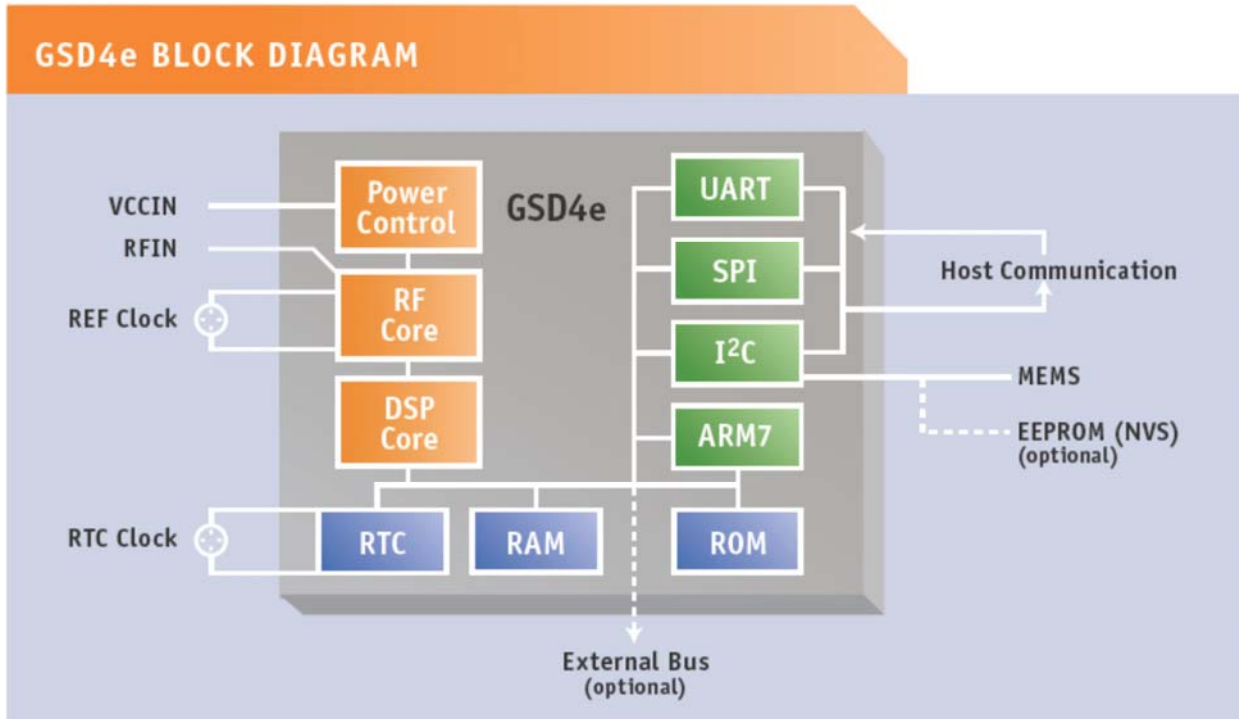 GSD4e BLOCK DIAGRAM
VCCIN
RFIN
REF Clock
RTC Clock
Power
Control
RF
Core
DSP
Core
GSD4e
UART
SPI
I²C
ARM7
RTC
RAM
ROM
Host Communication
MEMS
EEPROM (NVS)
(optional)
External Bus
(optional)